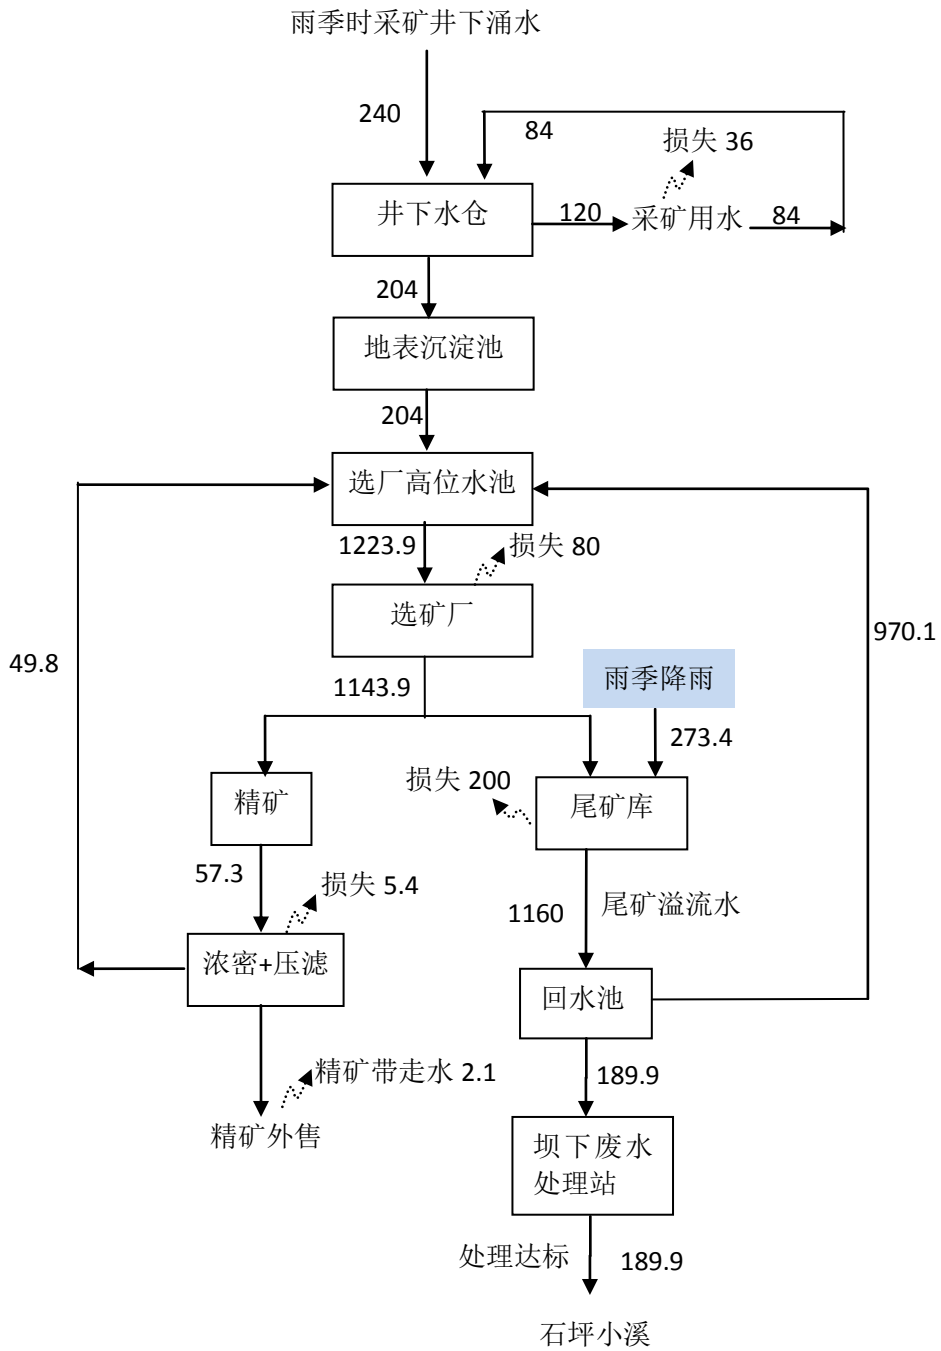 雨季时采矿井下涌水
240
84
损失 36
井下水仓
120
采矿用水
84
204
地表沉淀池
204
选厂高位水池
1223.9
损失 80
选矿厂
970.1
49.8
1143.9
雨季降雨
273.4
损失 200
精矿
尾矿库
57.3
损失 5.4
1160
尾矿溢流水
浓密+压滤
回水池
精矿带走水 2.1
189.9
精矿外售
坝下废水
处理站
处理达标
189.9
石坪小溪